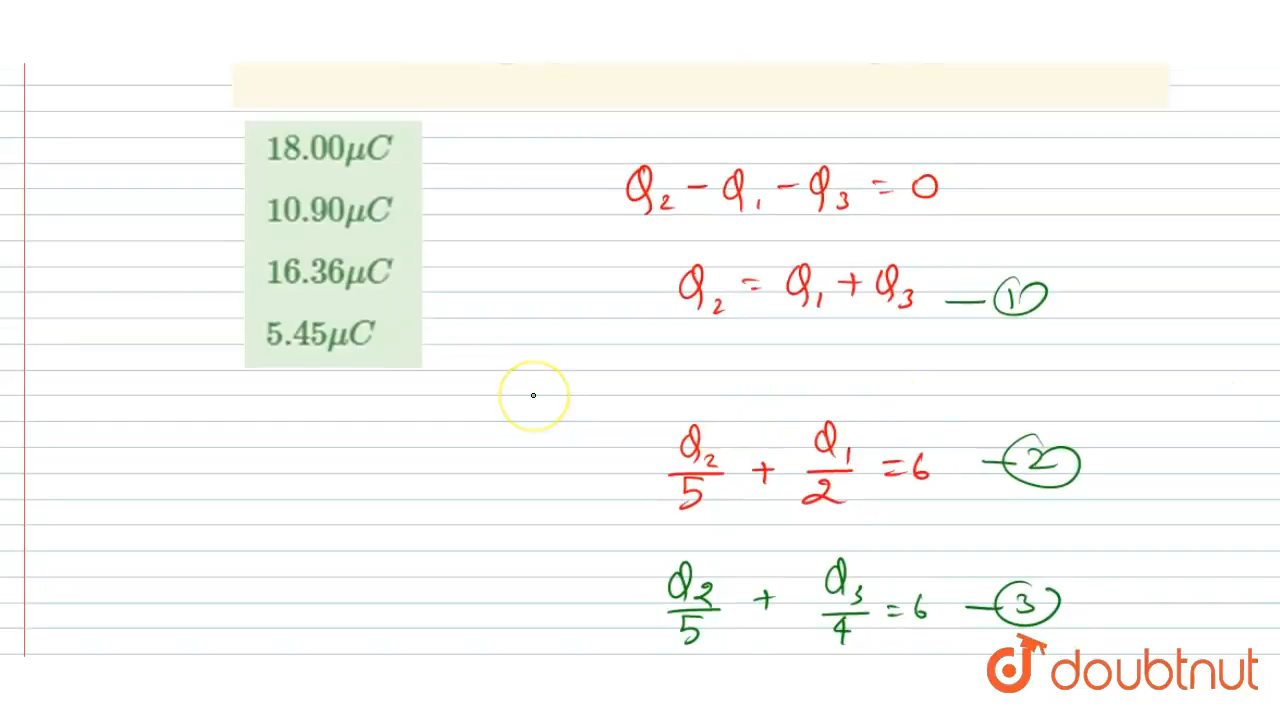 18.00μC
10.90μC
16.36μC
5.45μC
Q₂ - Q₁ - Q₃ = 0
Q₂ = Q₁ + Q₃ — ①
Q₂/5 + Q₁/2 = 6 — ②
Q₂/5 + Q₃/4 = 6 — ③
doubtnut